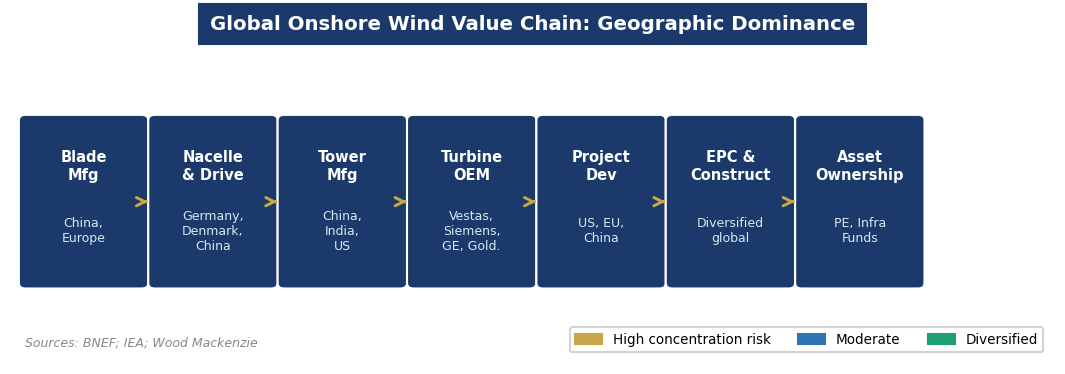 Global Onshore Wind Value Chain: Geographic Dominance
Blade
Mfg
China,
Europe
Nacelle
& Drive
Germany,
Denmark,
China
Tower
Mfg
China,
India,
US
Turbine
OEM
Vestas,
Siemens,
GE, Gold.
Project
Dev
US, EU,
China
EPC &
Construct
Diversified
global
Asset
Ownership
PE, Infra
Funds
Sources: BNEF; IEA; Wood Mackenzie
High concentration risk
Moderate
Diversified